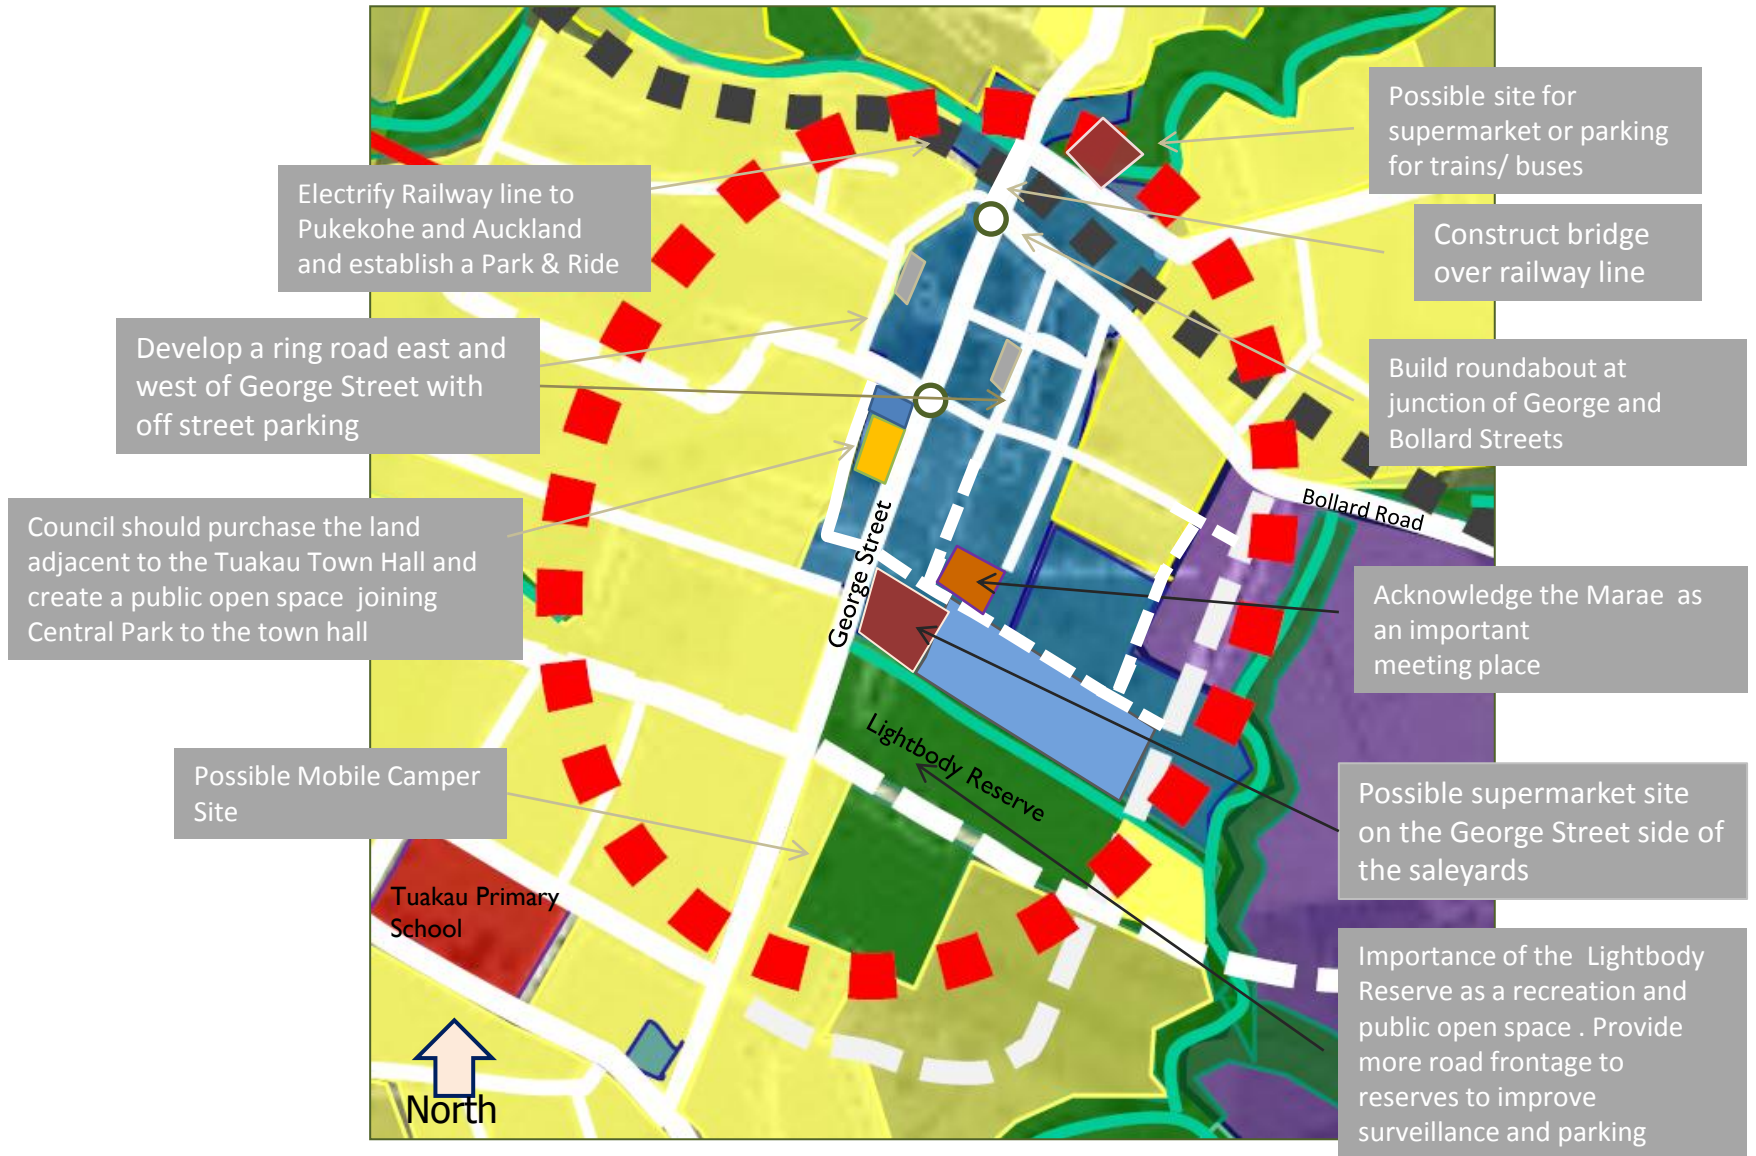 Possible site for
supermarket or parking
for trains/ buses
Electrify Railway line to
Pukekohe and Auckland
and establish a Park & Ride
Construct bridge
over railway line
Develop a ring road east and
west of George Street with
off street parking
Build roundabout at
junction of George and
Bollard Streets
Bollard Road
Council should purchase the land
adjacent to the Tuakau Town Hall and
create a public open space joining
Central Park to the town hall
George Street
Acknowledge the Marae as
an important
meeting place
Lightbody Reserve
Possible Mobile Camper
Site
Possible supermarket site
on the George Street side of
the saleyards
Tuakau Primary
School
Importance of the Lightbody
Reserve as a recreation and
public open space . Provide
more road frontage to
reserves to improve
surveillance and parking
North